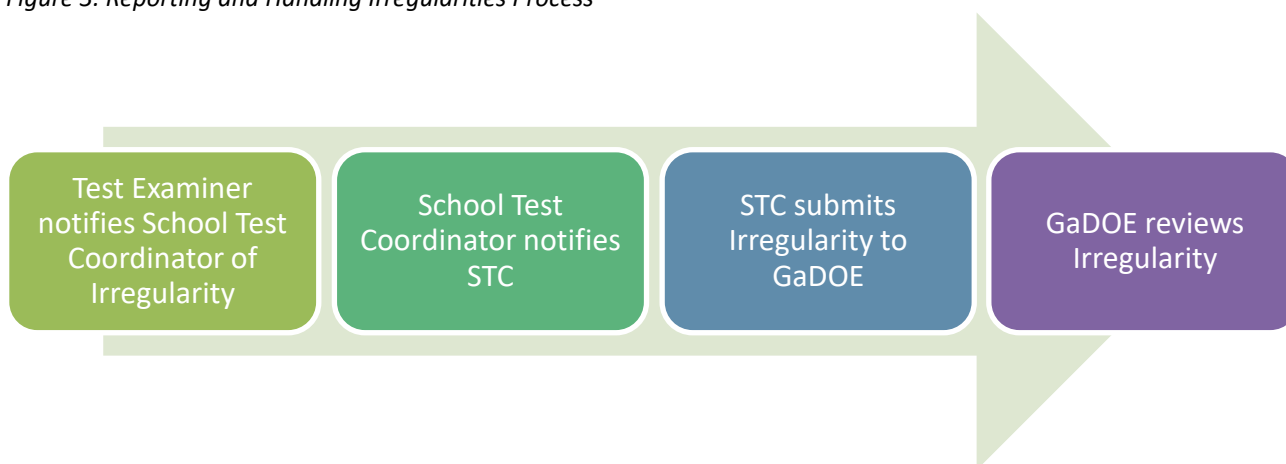 Figure 3: Reporting and Handling Irregularities Process
Test Examiner
notifies School Test
Coordinator of
Irregularity
School Test
Coordinator notifies
STC
STC submits
Irregularity to
GaDOE
GaDOE reviews
Irregularity